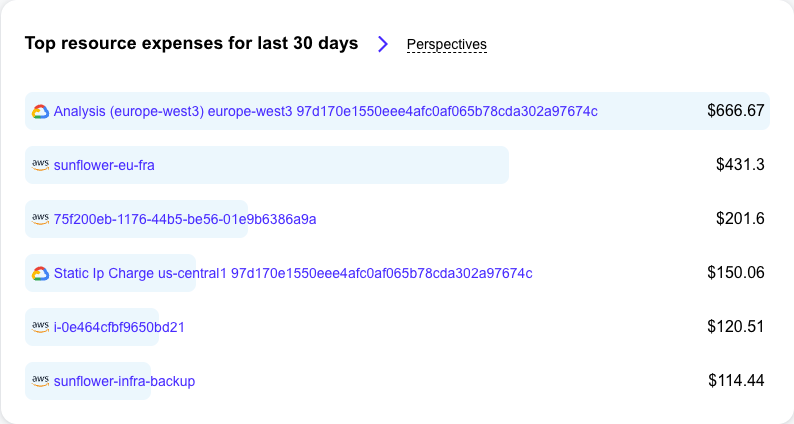 Top resource expenses for last 30 days > Perspectives
Analysis (europe-west3) europe-west3 97d170e1550eee4afc0af065b78cda302a97674c $666.67
aws sunflower-eu-fra $431.3
aws 75f200eb-1176-44b5-be56-01e9b6386a9a $201.6
Static Ip Charge us-central1 97d170e1550eee4afc0af065b78cda302a97674c $150.06
aws i-0e464cfbf9650bd21 $120.51
aws sunflower-infra-backup $114.44